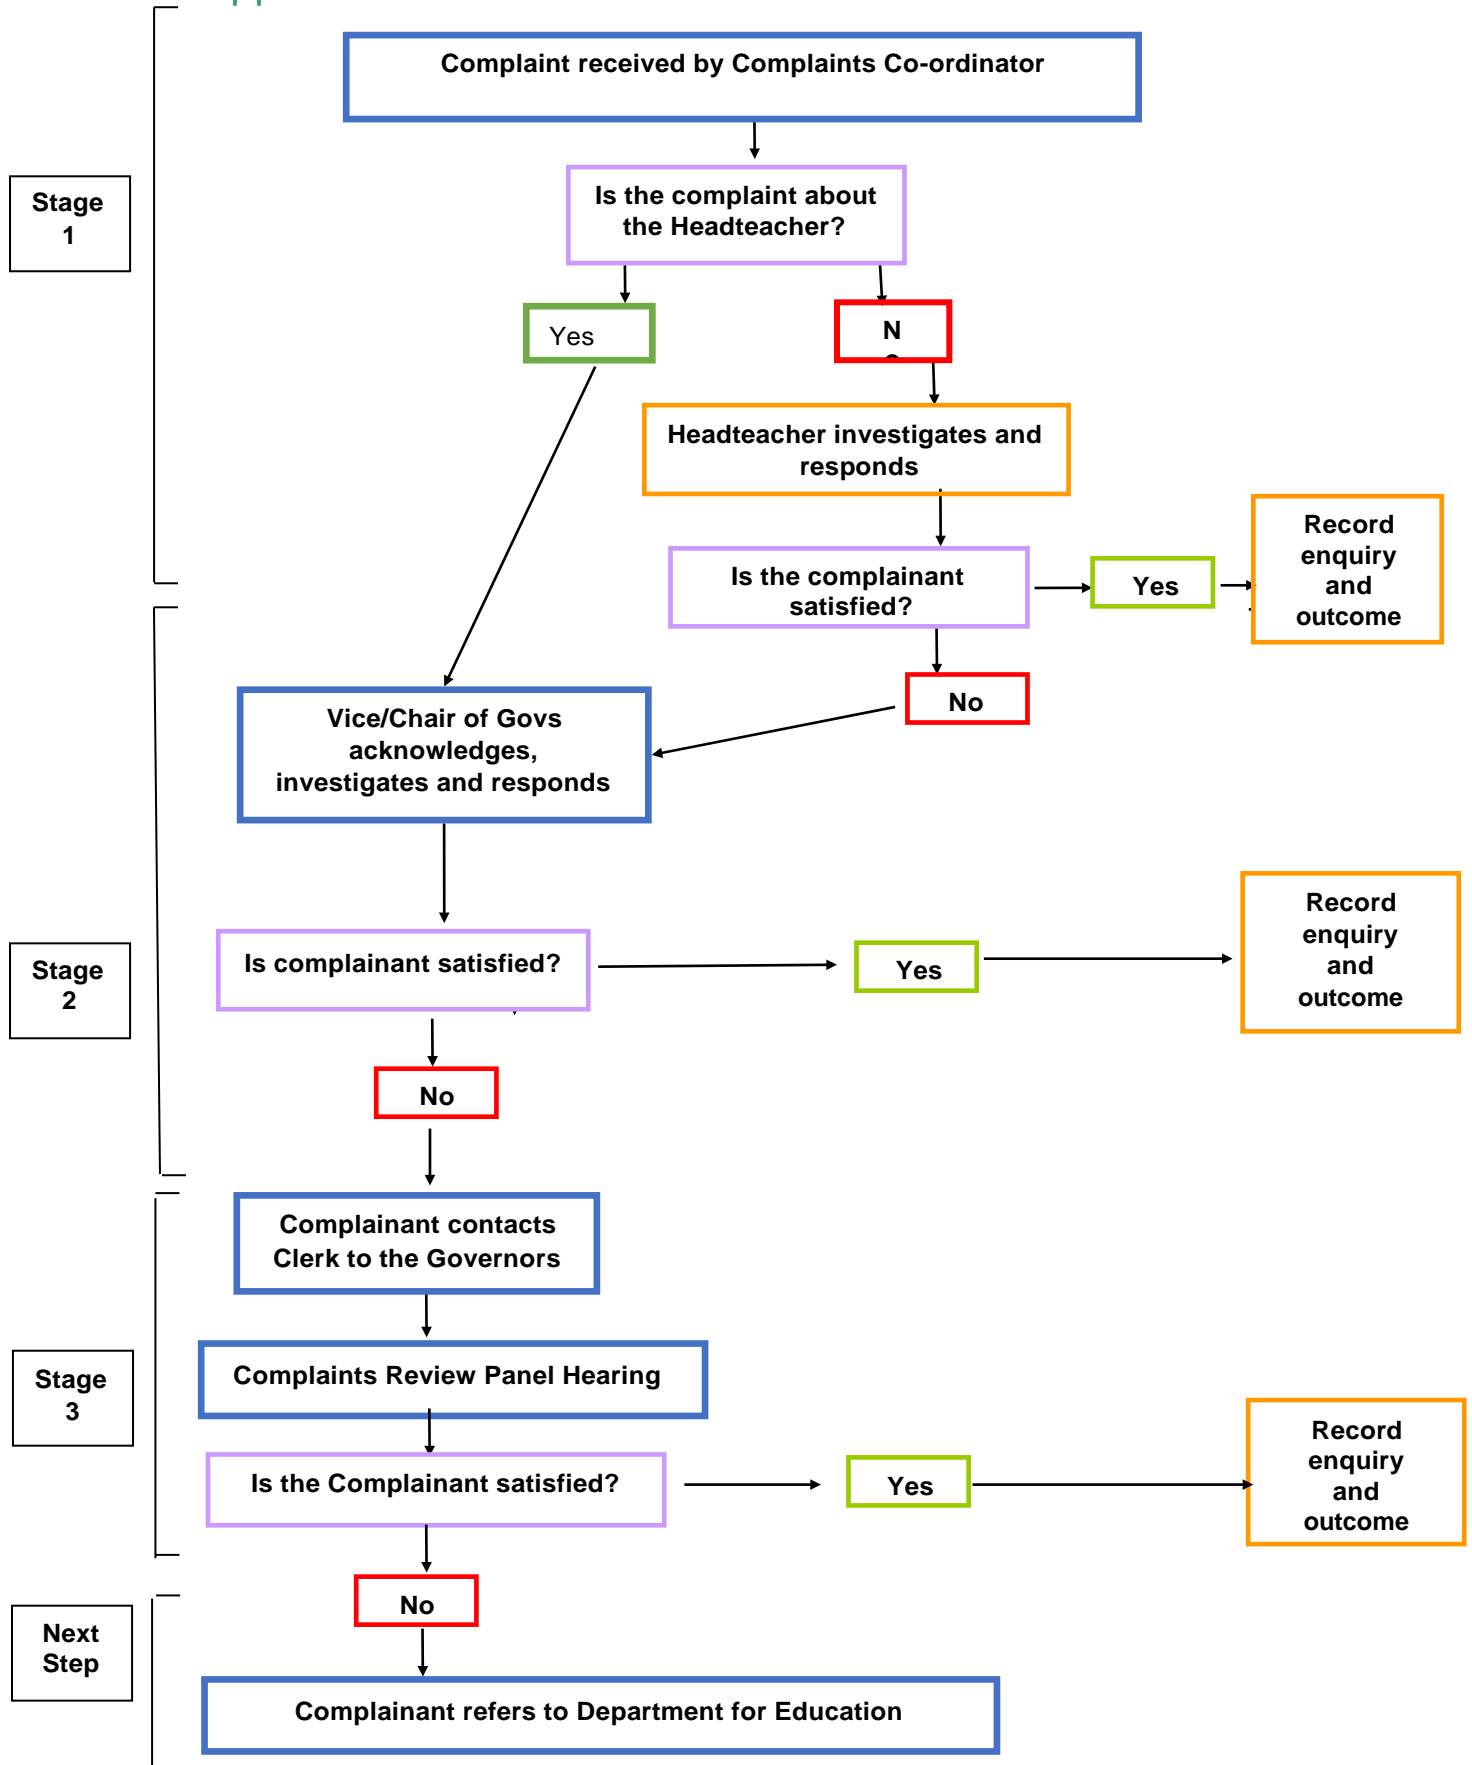 Complaint received by Complaints Co-ordinator
Stage
1
Is the complaint about
the Headteacher?
Yes
N
Headteacher investigates and
responds
Is the complainant
satisfied?
Yes
Record
enquiry
and
outcome
No
Vice/Chair of Govs
acknowledges,
investigates and responds
Stage
2
Is complainant satisfied?
Yes
Record
enquiry
and
outcome
No
Complainant contacts
Clerk to the Governors
Stage
3
Complaints Review Panel Hearing
Is the Complainant satisfied?
Yes
Record
enquiry
and
outcome
No
Next
Step
Complainant refers to Department for Education